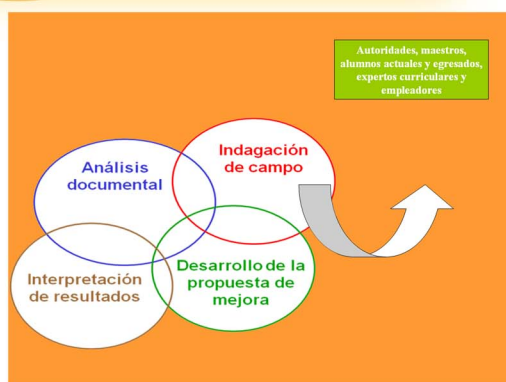 Autoridades, maestros,
alumnos actuales y egresados,
expertos curriculares y
empleadores
Indagación
de campo
Análisis
documental
Desarrollo de la
propuesta de
mejora
Interpretación
de resultados